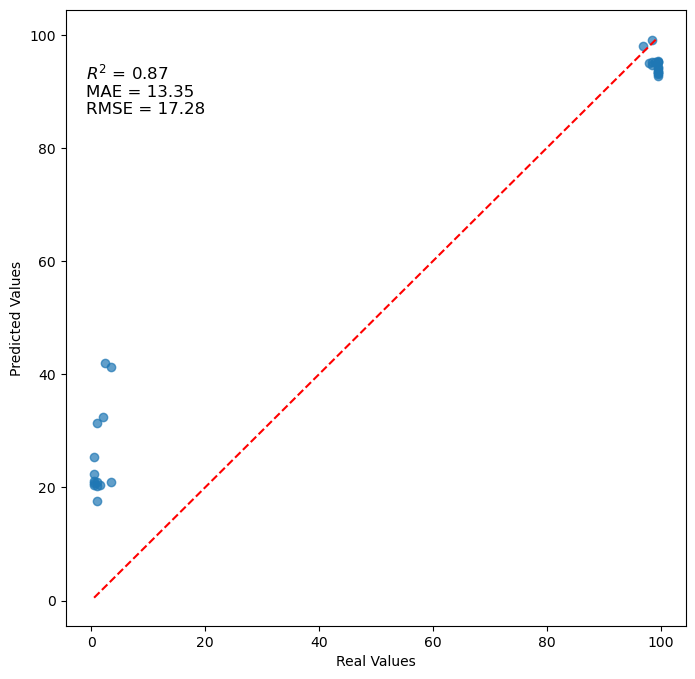 100
80
60
40
20
0
R² = 0.87
MAE = 13.35
RMSE = 17.28
Predicted Values
0 20 40 60 80 100
Real Values